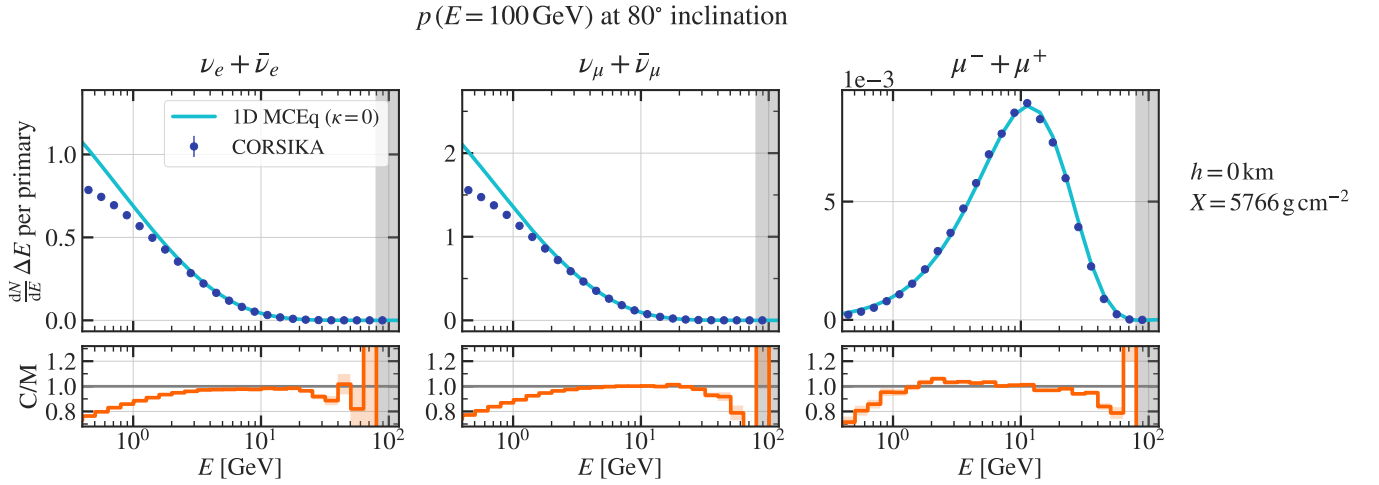 p (E = 100 GeV) at 80° inclination
νₑ + ν̄ₑ
ν_μ + ν̄_μ
μ⁻ + μ⁺
1e−3
1D MCEq (κ = 0)
CORSIKA
dN/dE ΔE per primary
1.0
0.5
0.0
2
1
0
5
0
h = 0 km
X = 5766 g cm⁻²
C/M
1.2
1.0
0.8
1.2
1.0
0.8
1.2
1.0
0.8
10⁰ 10¹ 10²
10⁰ 10¹ 10²
10⁰ 10¹ 10²
E [GeV]
E [GeV]
E [GeV]